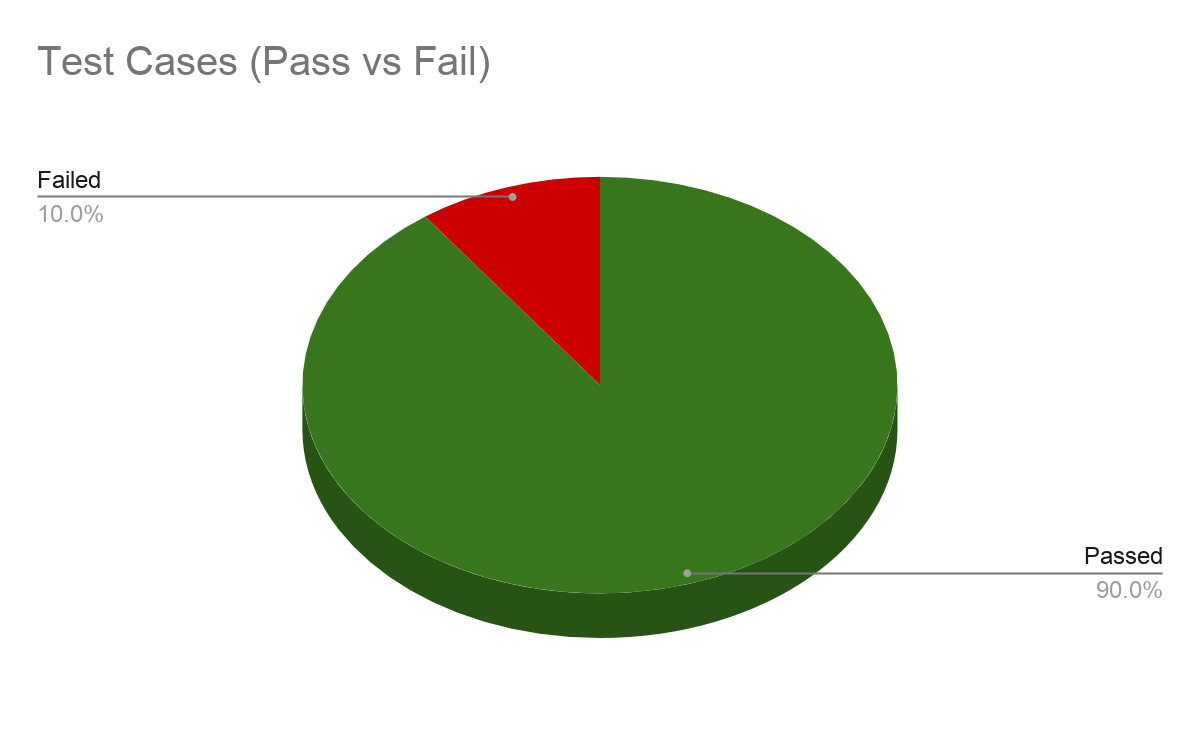 Test Cases (Pass vs Fail)
Failed
10.0%
Passed
90.0%